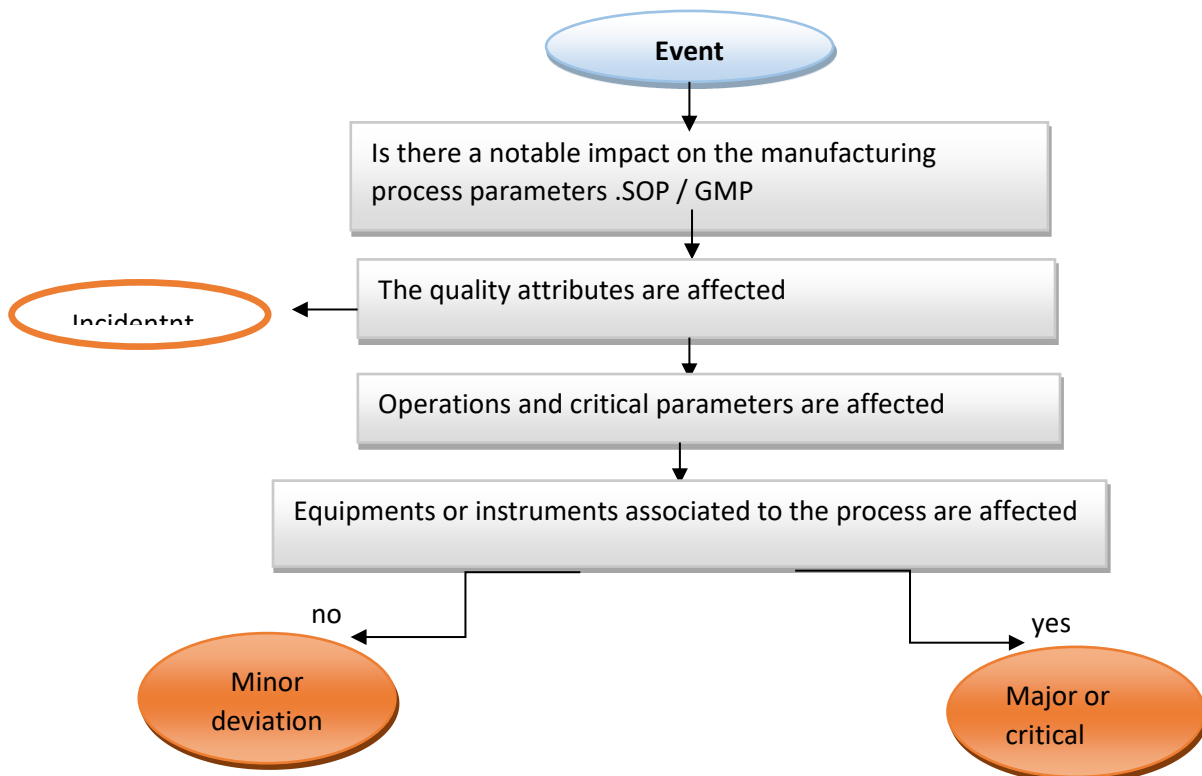 Event
Is there a notable impact on the manufacturing
process parameters .SOP / GMP
The quality attributes are affected
Incidentnt
Operations and critical parameters are affected
Equipments or instruments associated to the process are affected
no
yes
Minor
deviation
Major or
critical